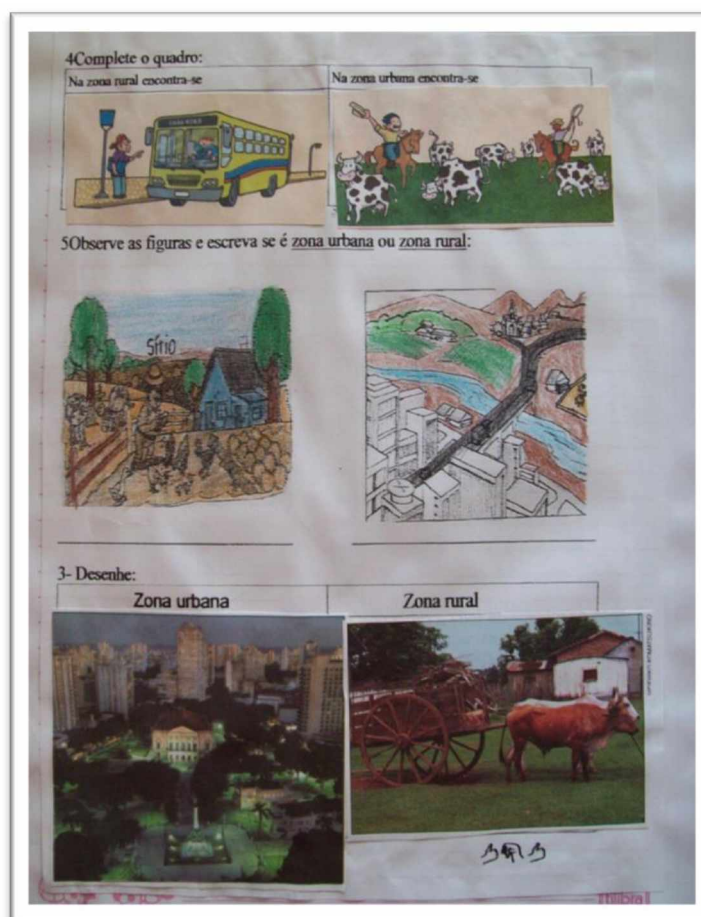 4Complete o quadro:
Na zona rural encontra-se
Na zona urbana encontra-se
5Observe as figuras e escreva se é zona urbana ou zona rural:
Sítio
3- Desenhe:
Zona urbana
Zona rural